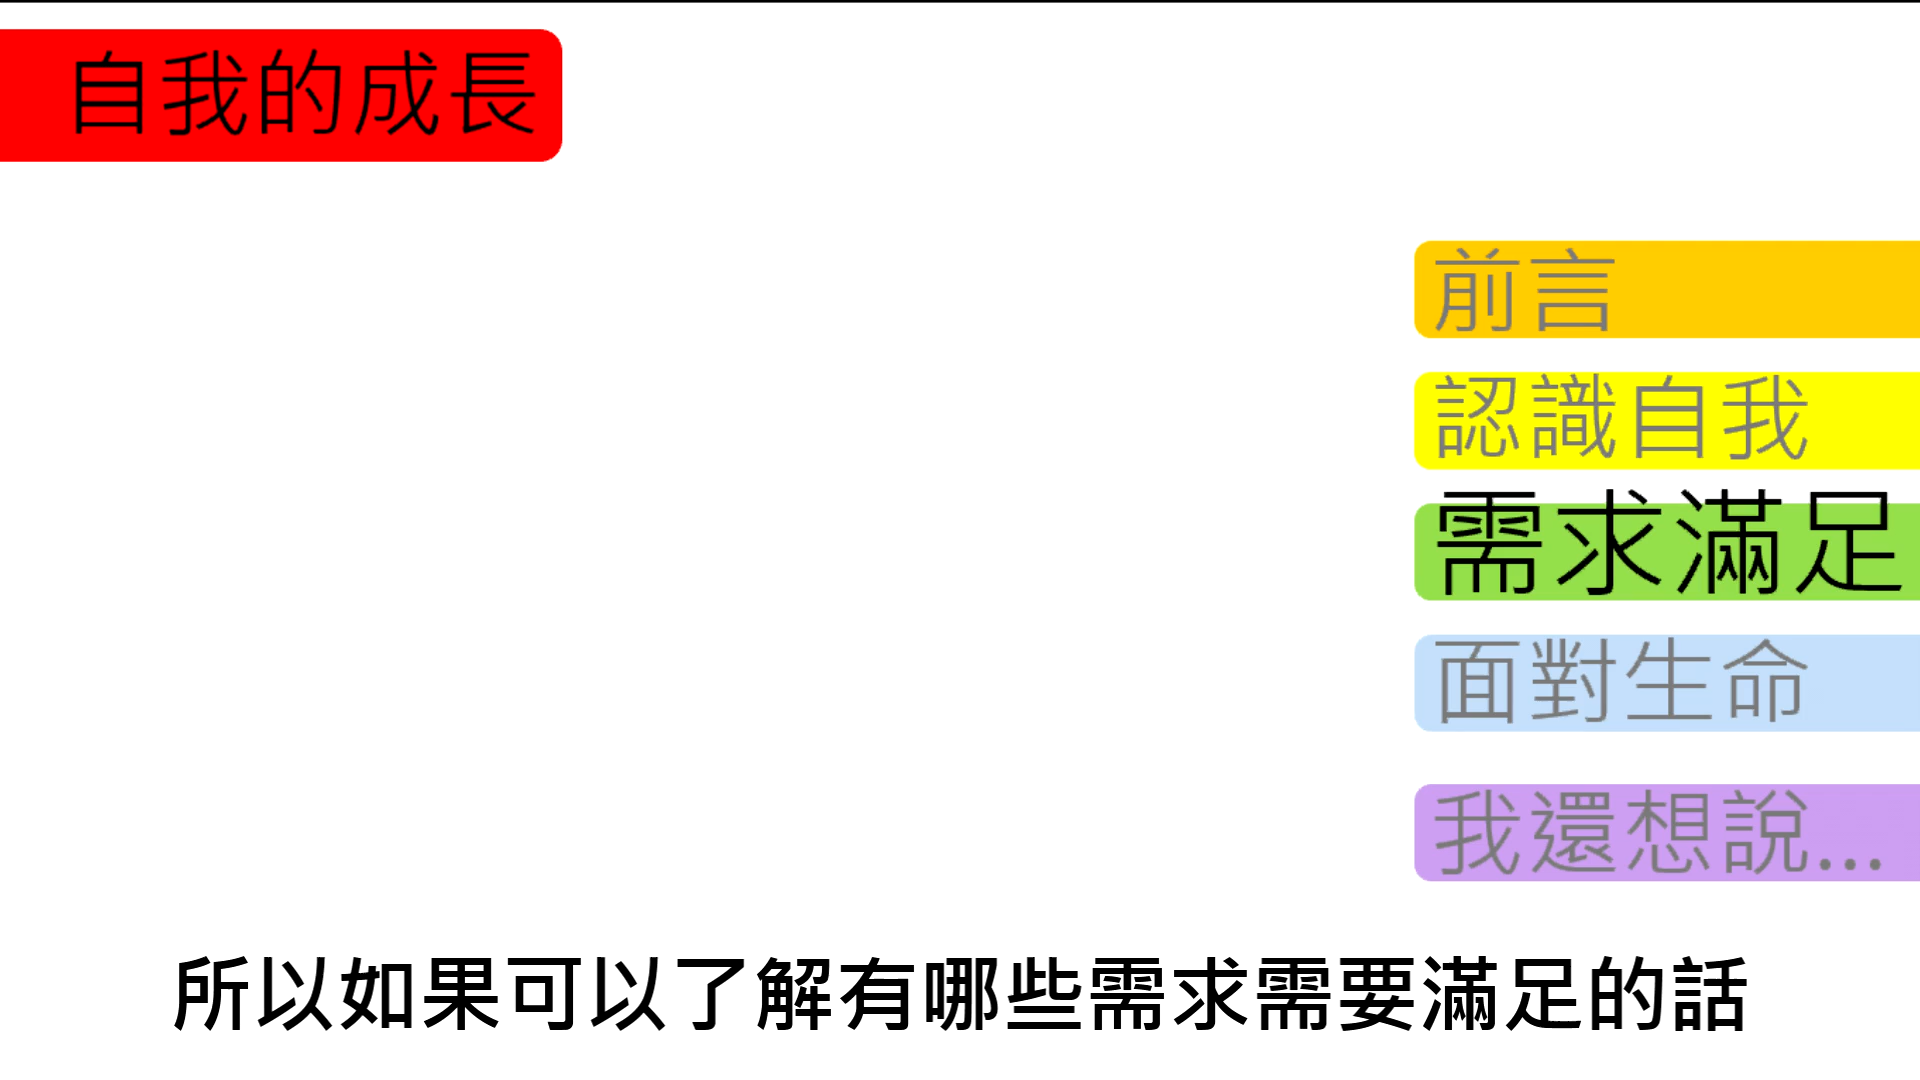 自我的成長
前言
認識自我
需求滿足
面對生命
我還想說...
所以如果可以了解有哪些需求需要滿足的話